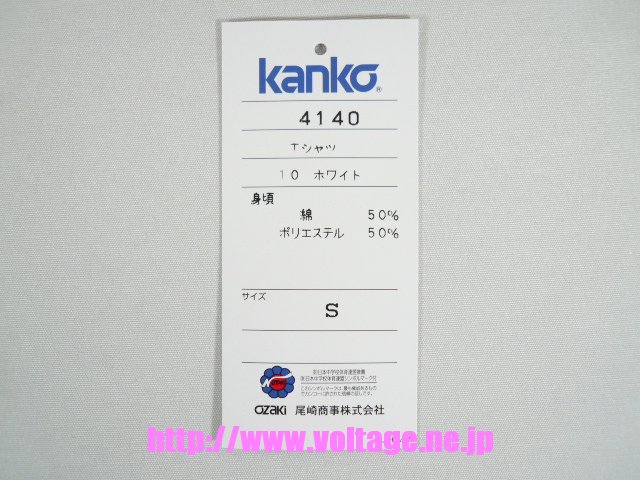 kanko®
4140
Tシャツ
10 ホワイト
身頃
綿 50%
ポリエステル 50%
サイズ
S
OZAKI 尾崎商事株式会社
http://www.voltage.ne.jp